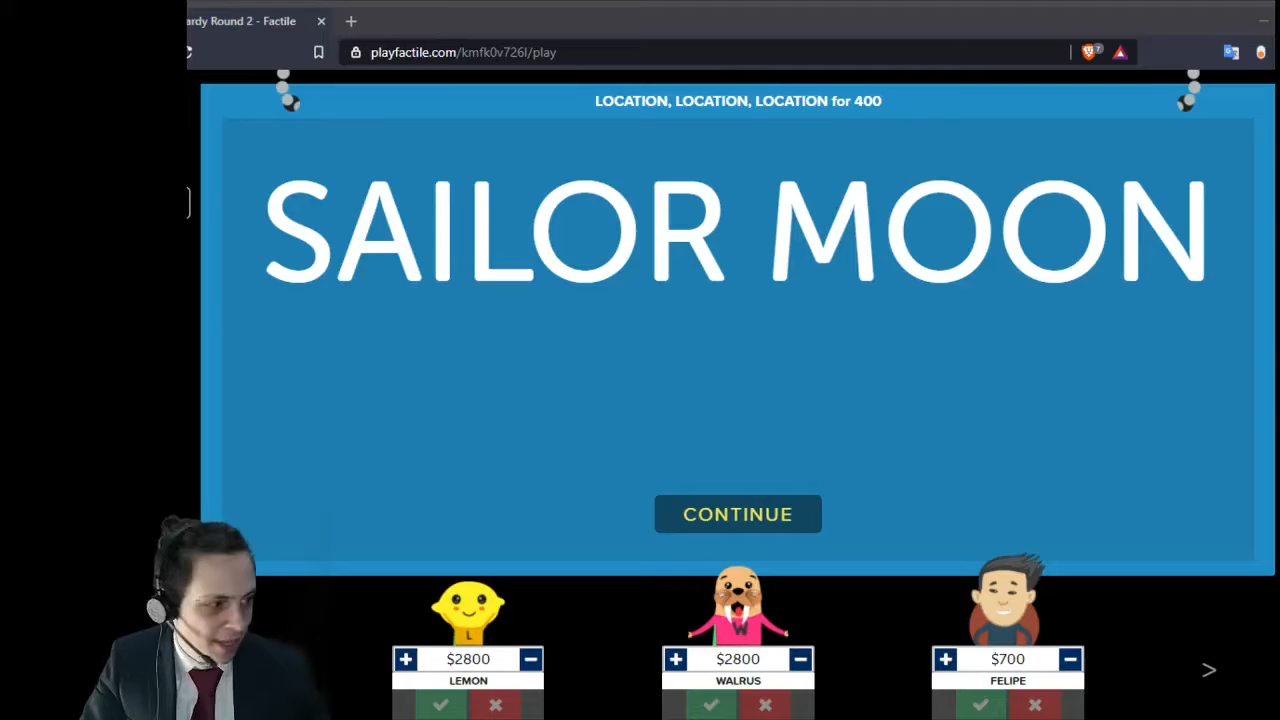 ardy Round 2 - Factile
playfactile.com/kmfk0v726l/play
7
LOCATION, LOCATION, LOCATION for 400
SAILOR MOON
CONTINUE
L
W
$2800
$2800
$700
LEMON
WALRUS
FELIPE